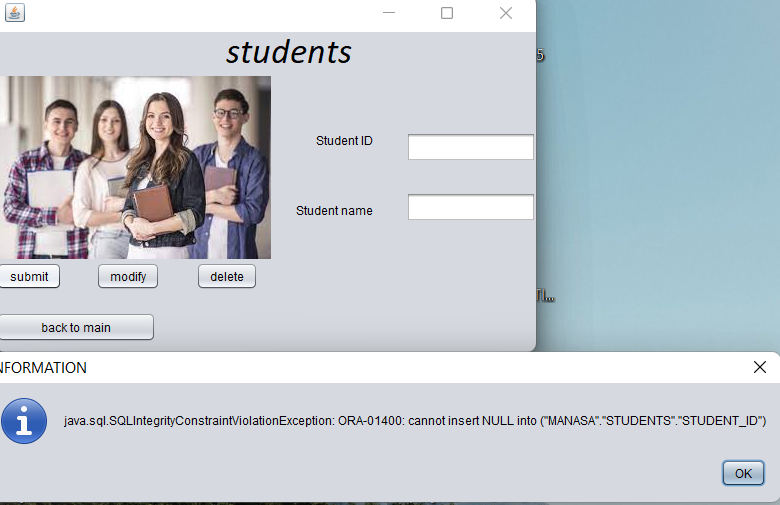 students
5
Student ID
Student name
submit
modify
delete
TI...
back to main
NFORMATION
java.sql.SQLIntegrityConstraintViolationException: ORA-01400: cannot insert NULL into ("MANASA"."STUDENTS"."STUDENT_ID")
OK